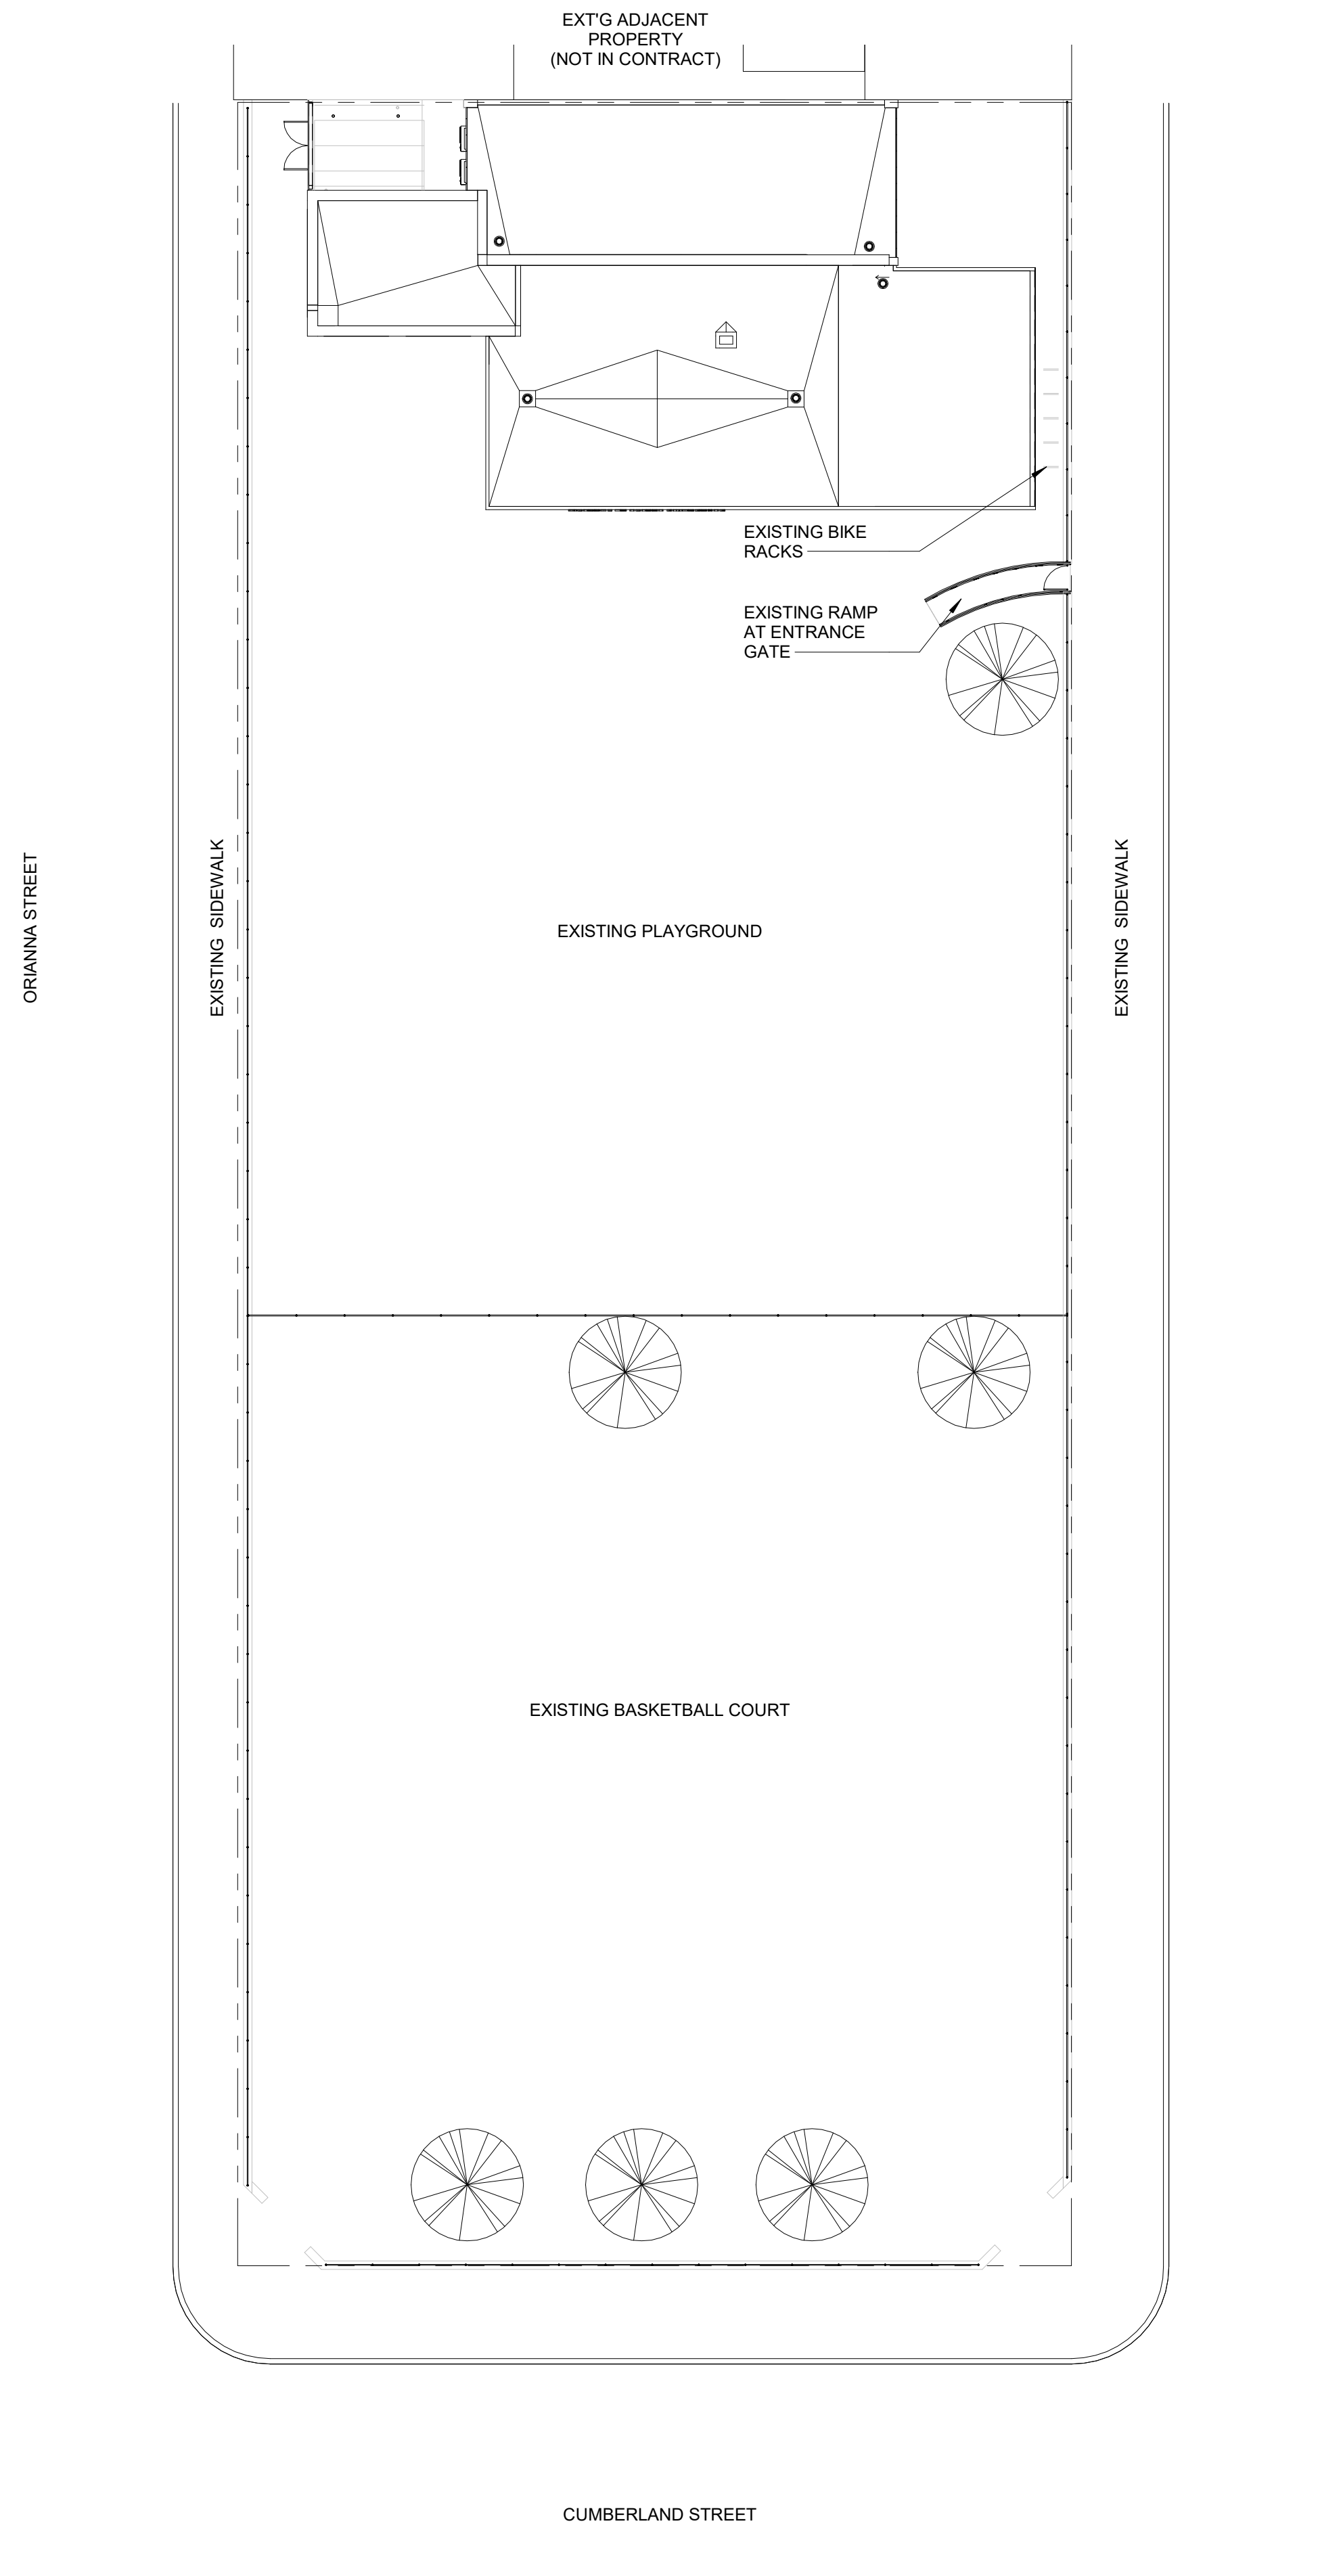 EXT'G ADJACENT
PROPERTY
(NOT IN CONTRACT)
EXISTING BIKE
RACKS
EXISTING RAMP
AT ENTRANCE
GATE
ORIANNA STREET
EXISTING SIDEWALK
EXISTING PLAYGROUND
EXISTING SIDEWALK
EXISTING BASKETBALL COURT
CUMBERLAND STREET